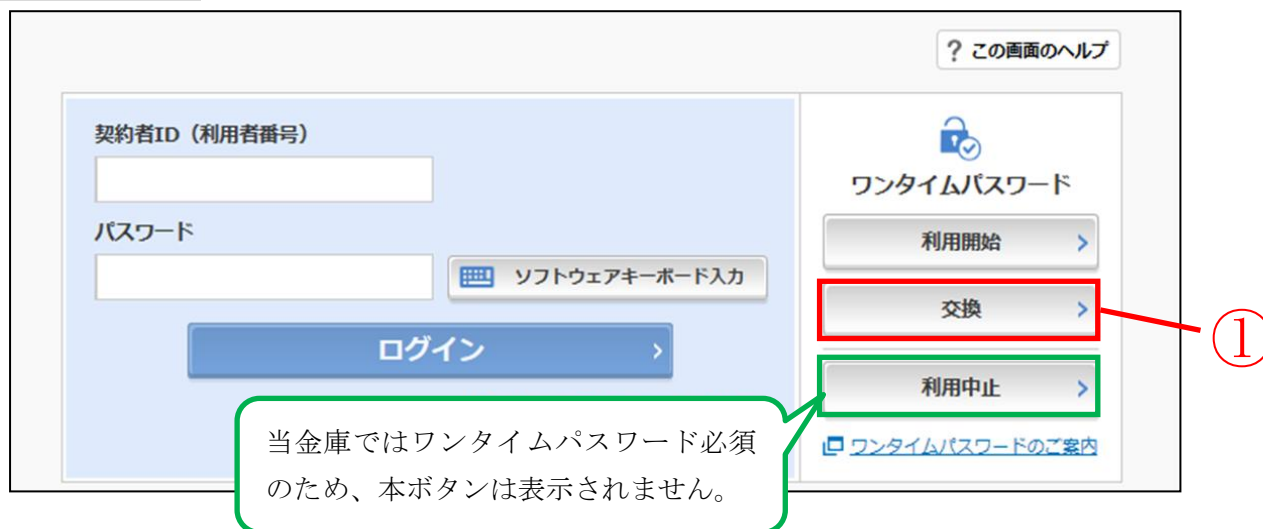 ? この画面のヘルプ
契約者ID（利用者番号）
パスワード
ソフトウェアキーボード入力
ログイン
ワンタイムパスワード
利用開始
交換
①
利用中止
ワンタイムパスワードのご案内
当金庫ではワンタイムパスワード必須
のため、本ボタンは表示されません。